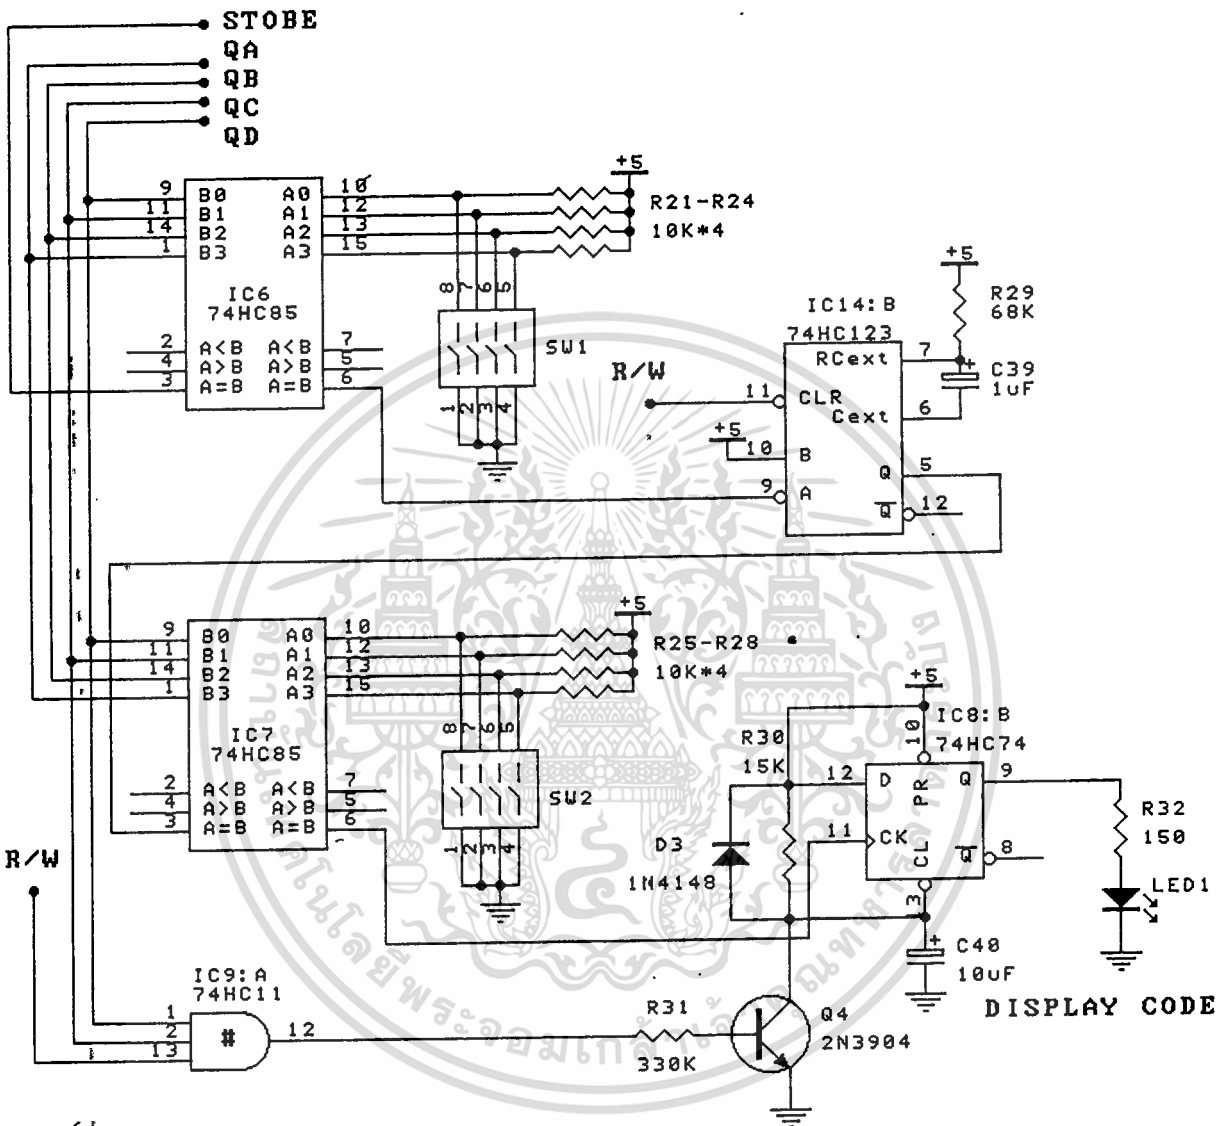 STOBE
QA
QB
QC
QD
+5
R21-R24
10K*4
9 B0 A0 10
11 B1 A1 12
14 B2 A2 13
1 B3 A3 15
IC6
74HC85
2 A<B A<B 7
4 A>B A>B 5
3 A=B A=B 6
8 7 6 5
SW1
1 2 3 4
+5
R29
68K
IC14:B
74HC123
RCext 7
C39
1uF
R/W
11 CLR
Cext 6
+5
10 B
Q 5
9 A
Q 12
+5
R25-R28
10K*4
9 B0 A0 10
11 B1 A1 12
14 B2 A2 13
1 B3 A3 15
IC7
74HC85
2 A<B A<B 7
4 A>B A>B 5
3 A=B A=B 6
8 7 6 5
SW2
1 2 3 4
+5
IC8:B
74HC74
10
R30
15K
12 D PR Q 9
11 CK CL Q 8
3
R32
150
D3
1N4148
LED1
R/W
C40
10uF
DISPLAY CODE
IC9:A
74HC11
1
2
13
#
12
R31
330K
Q4
2N3904